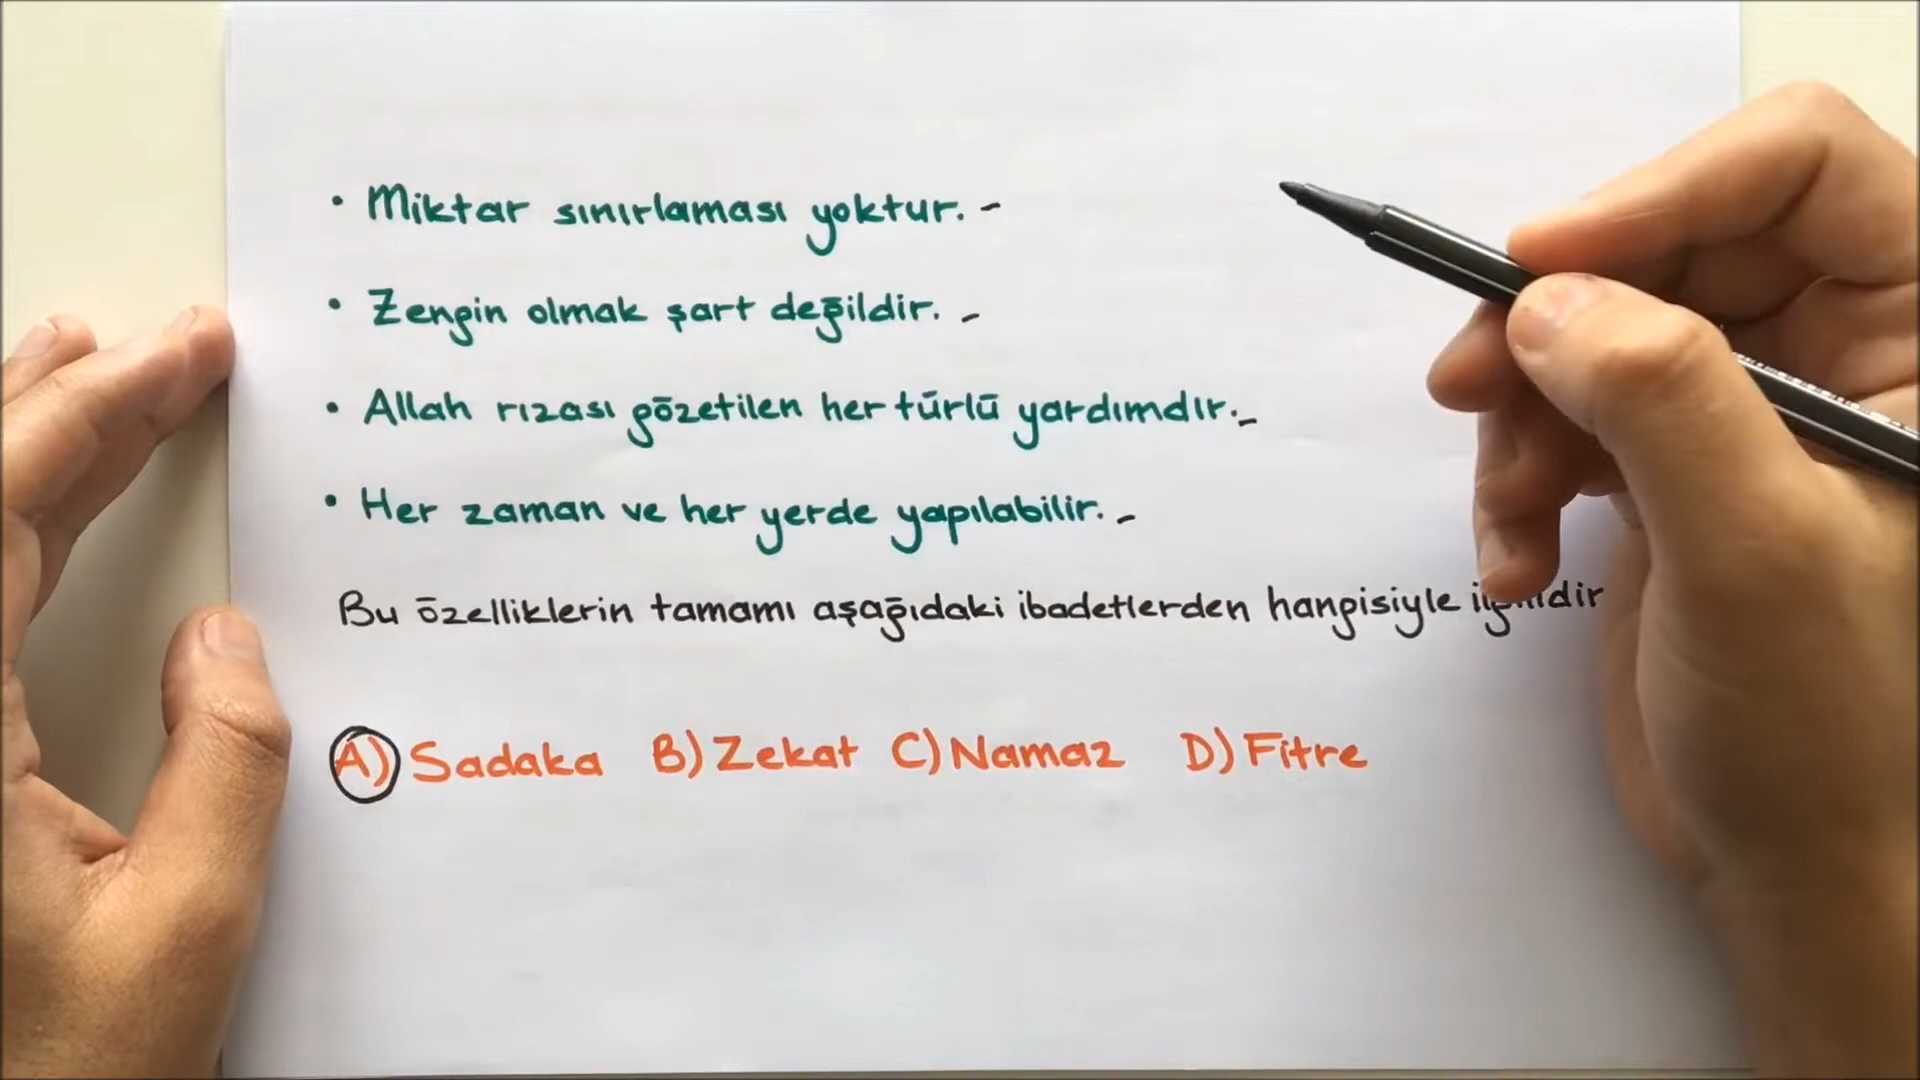 • Miktar sınırlaması yoktur. -
• Zengin olmak şart değildir. -
• Allah rızası gözetilen her türlü yardımdır. -
• Her zaman ve her yerde yapılabilir. -
Bu özelliklerin tamamı aşağıdaki ibadetlerden hangisiyle
A) Sadaka B) Zekat C) Namaz D) Fitre